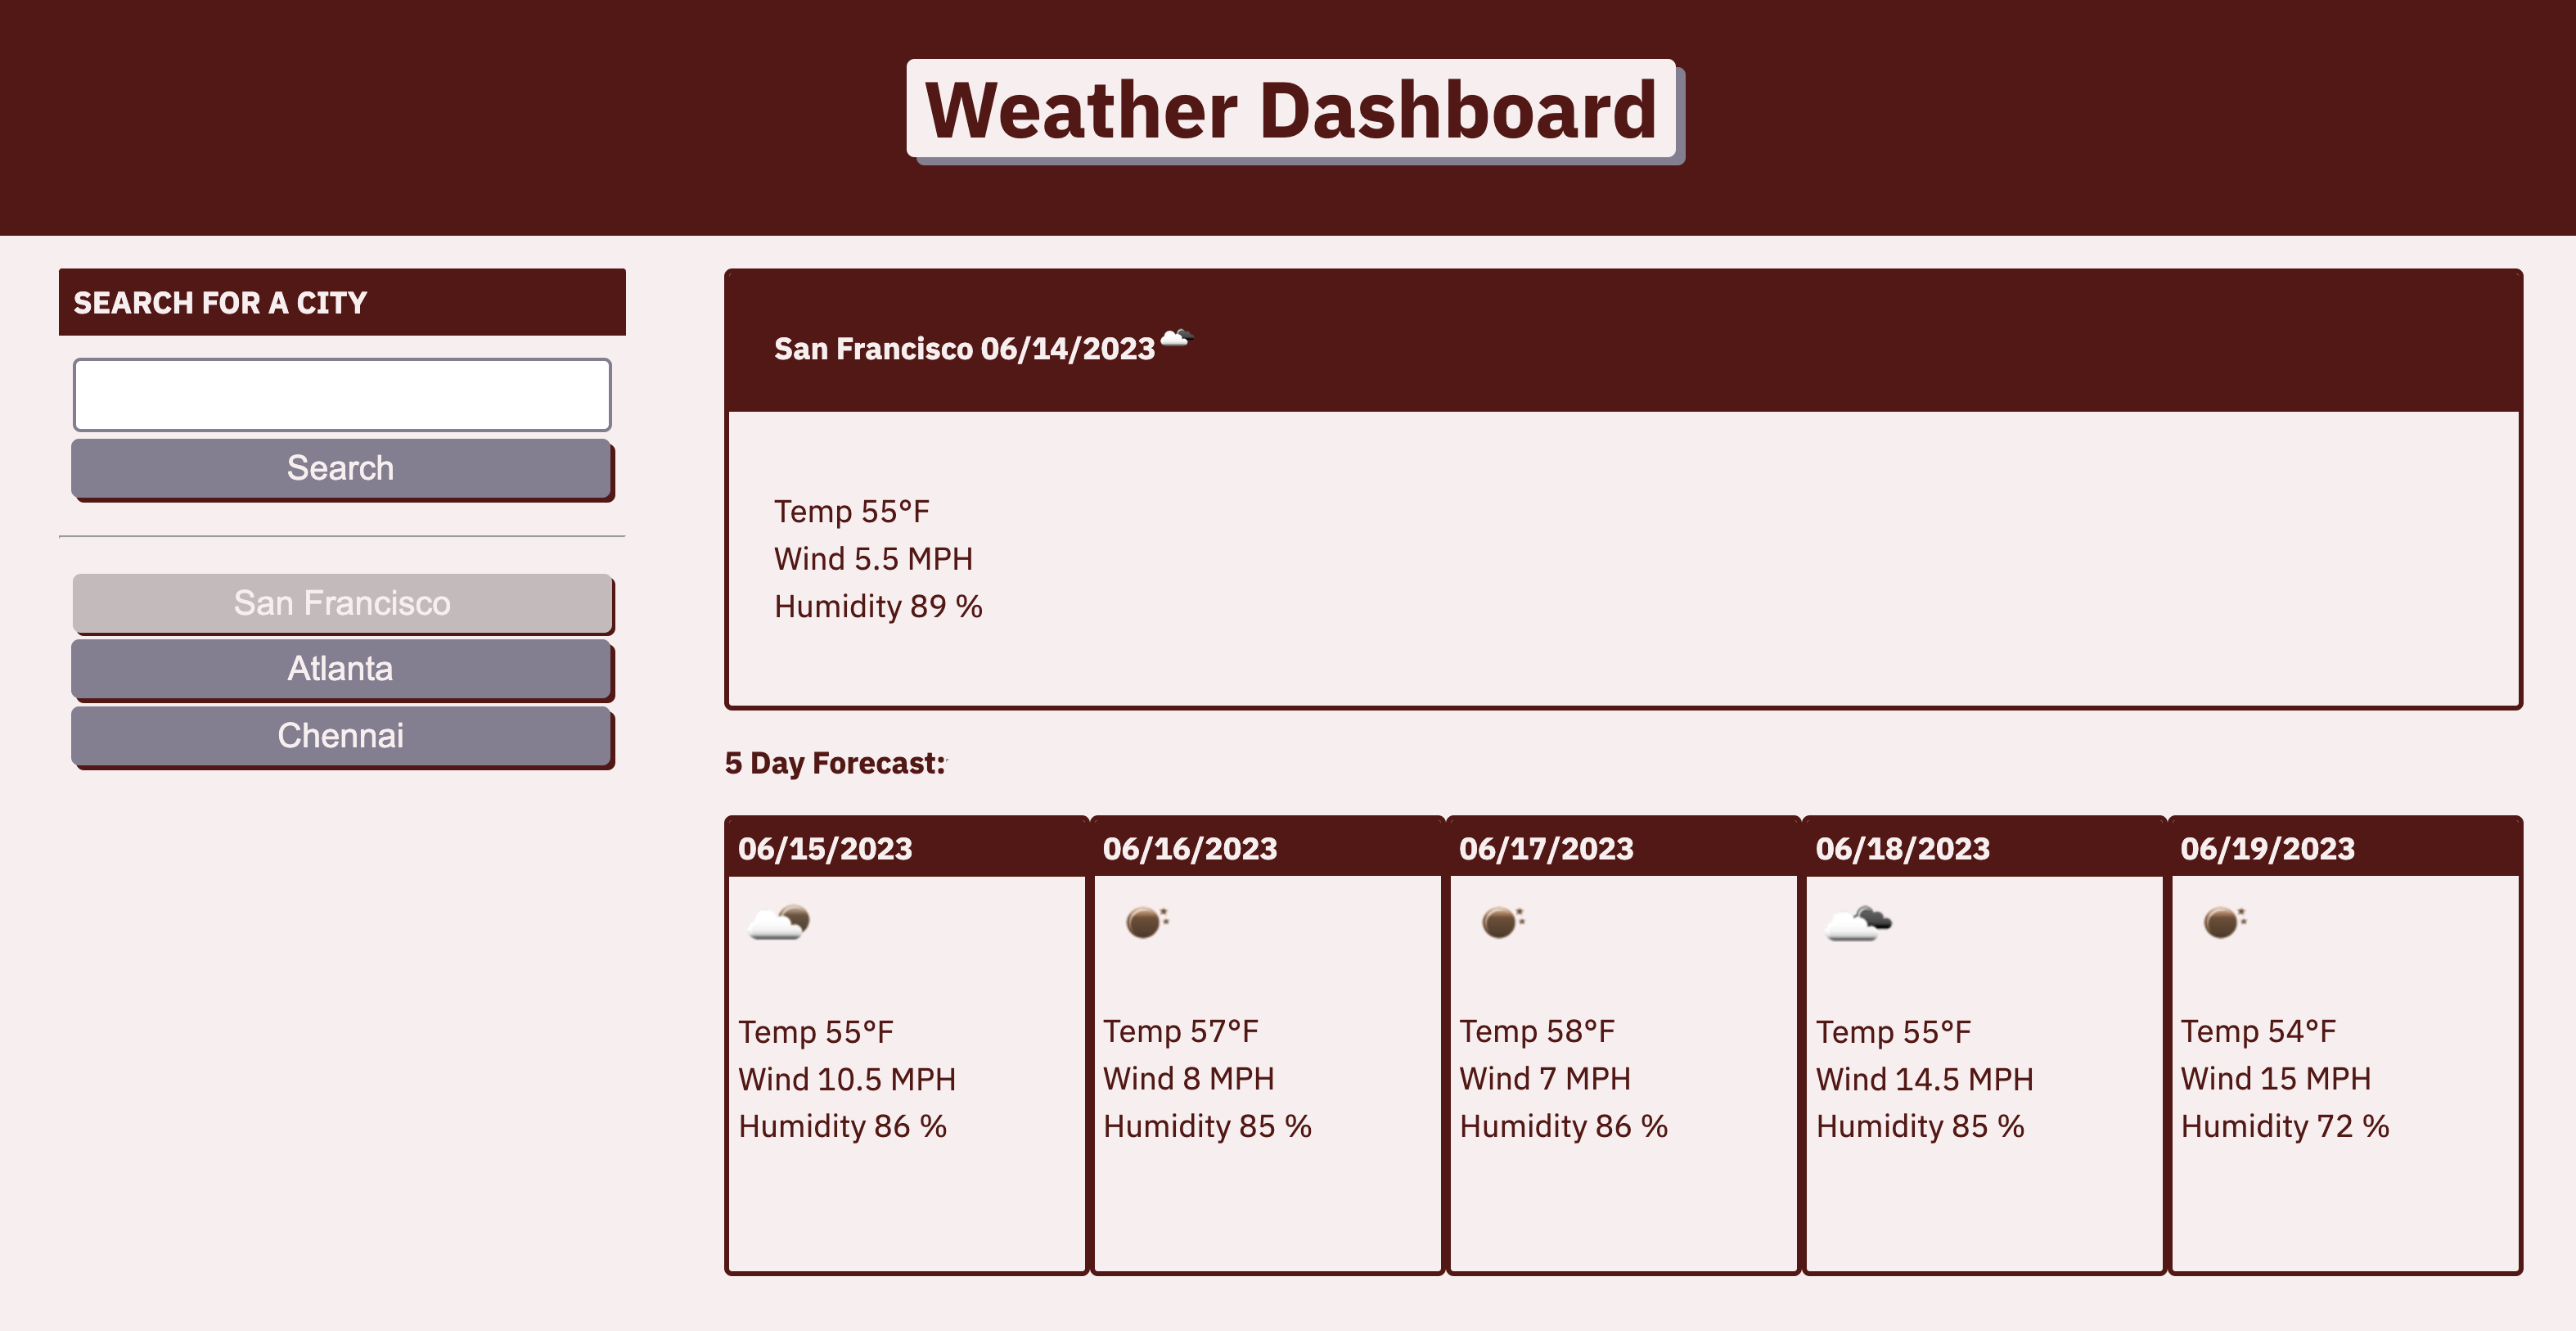 Weather Dashboard
SEARCH FOR A CITY
Search
San Francisco
Atlanta
Chennai
San Francisco 06/14/2023
Temp 55°F
Wind 5.5 MPH
Humidity 89 %
5 Day Forecast:
06/15/2023
Temp 55°F
Wind 10.5 MPH
Humidity 86 %
06/16/2023
Temp 57°F
Wind 8 MPH
Humidity 85 %
06/17/2023
Temp 58°F
Wind 7 MPH
Humidity 86 %
06/18/2023
Temp 55°F
Wind 14.5 MPH
Humidity 85 %
06/19/2023
Temp 54°F
Wind 15 MPH
Humidity 72 %